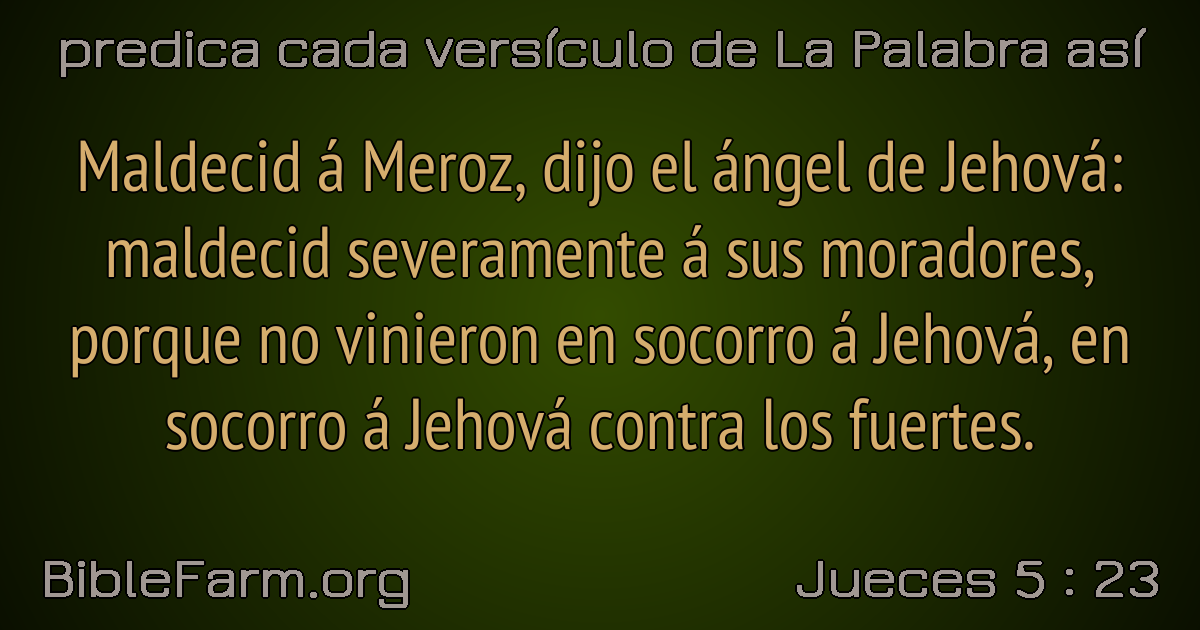 predica cada versículo de La Palabra así
Maldecid á Meroz, dijo el ángel de Jehová:
maldecid severamente á sus moradores,
porque no vinieron en socorro á Jehová, en
socorro á Jehová contra los fuertes.
BibleFarm.org
Jueces 5 : 23